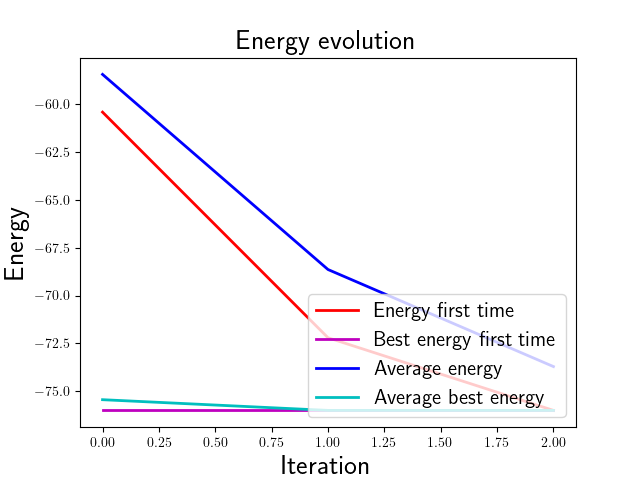 Energy evolution
Energy
−60.0
−62.5
−65.0
−67.5
−70.0
−72.5
−75.0
Energy first time
Best energy first time
Average energy
Average best energy
0.00 0.25 0.50 0.75 1.00 1.25 1.50 1.75 2.00
Iteration